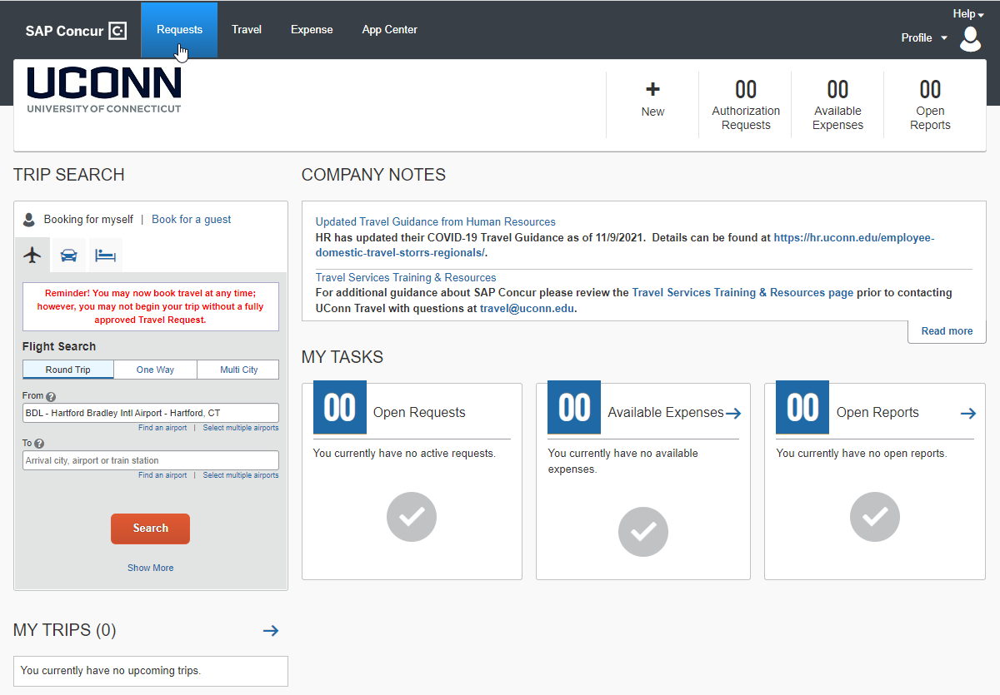 SAP Concur C
Requests
Travel
Expense
App Center
Help
Profile
UCONN
UNIVERSITY OF CONNECTICUT
+
New
00
Authorization
Requests
00
Available
Expenses
00
Open
Reports
TRIP SEARCH
Booking for myself | Book for a guest
Reminder! You may now book travel at any time;
however, you may not begin your trip without a fully
approved Travel Request.
Flight Search
Round Trip
One Way
Multi City
From ?
BDL - Hartford Bradley Intl Airport - Hartford, CT
Find an airport | Select multiple airports
To ?
Arrival city, airport or train station
Find an airport | Select multiple airports
Search
Show More
MY TRIPS (0)
You currently have no upcoming trips.
COMPANY NOTES
Updated Travel Guidance from Human Resources
HR has updated their COVID-19 Travel Guidance as of 11/9/2021. Details can be found at https://hr.uconn.edu/employee-
domestic-travel-storrs-regionals/.
Travel Services Training & Resources
For additional guidance about SAP Concur please review the Travel Services Training & Resources page prior to contacting
UConn Travel with questions at travel@uconn.edu.
Read more
MY TASKS
00 Open Requests
You currently have no active requests.
00 Available Expenses
You currently have no available
expenses.
00 Open Reports
You currently have no open reports.